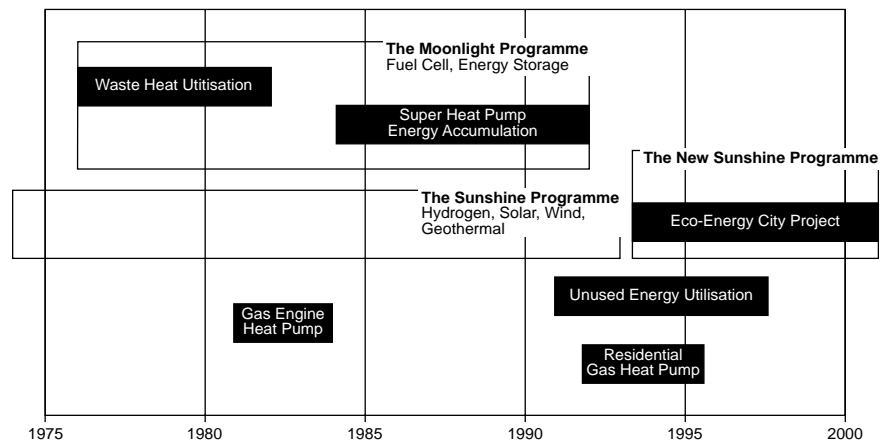 The Moonlight Programme
Fuel Cell, Energy Storage
Waste Heat Utitisation
Super Heat Pump
Energy Accumulation
The New Sunshine Programme
The Sunshine Programme
Hydrogen, Solar, Wind,
Geothermal
Eco-Energy City Project
Unused Energy Utilisation
Gas Engine
Heat Pump
Residential
Gas Heat Pump
1975 1980 1985 1990 1995 2000